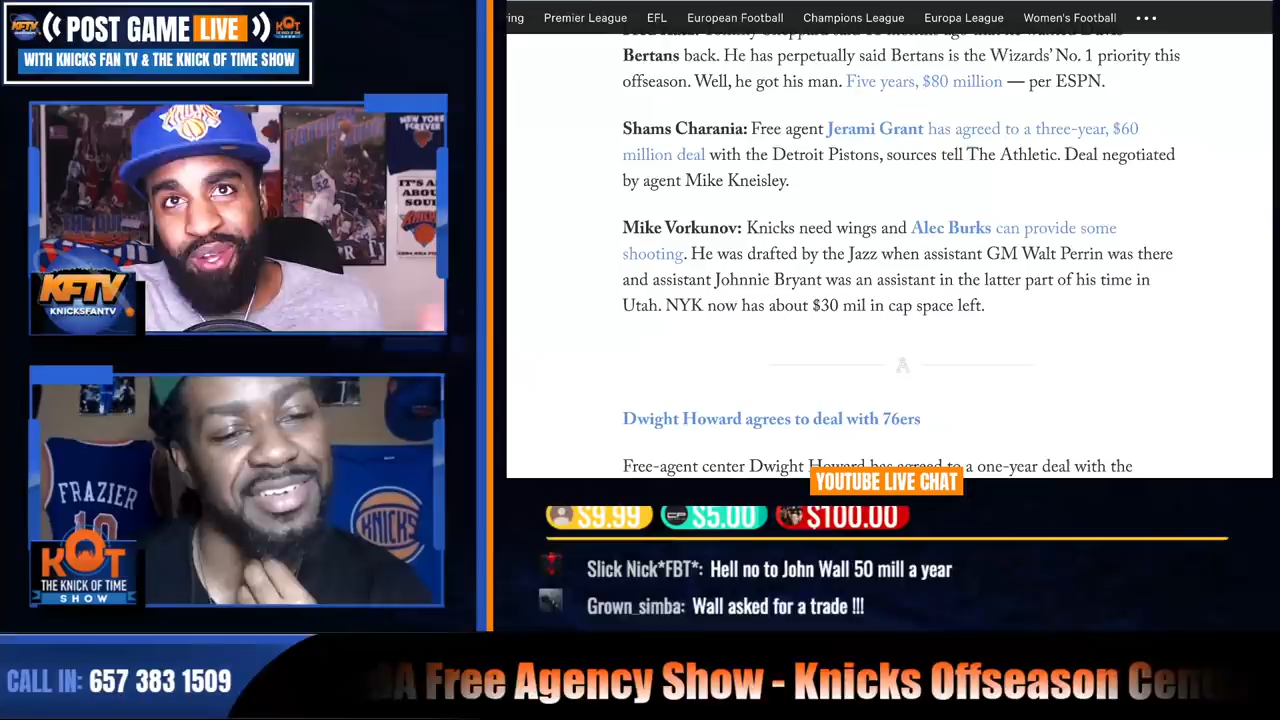 KFTV
((POST GAME LIVE))
KOT
WITH KNICKS FAN TV & THE KNICK OF TIME SHOW
Premier League
EFL
European Football
Champions League
Europa League
Women's Football
•••
Bertans back. He has perpetually said Bertans is the Wizards' No. 1 priority this
offseason. Well, he got his man. Five years, $80 million — per ESPN.
Shams Charania: Free agent Jerami Grant has agreed to a three-year, $60
million deal with the Detroit Pistons, sources tell The Athletic. Deal negotiated
by agent Mike Kneisley.
Mike Vorkunov: Knicks need wings and Alec Burks can provide some
shooting. He was drafted by the Jazz when assistant GM Walt Perrin was there
and assistant Johnnie Bryant was an assistant in the latter part of his time in
Utah. NYK now has about $30 mil in cap space left.
Dwight Howard agrees to deal with 76ers
Free-agent center Dwight Howard has agreed to a one-year deal with the
NEW YORK
FOREVER
IT'S A
KFTV
KNICKSFANTV
FRAZIER
KNICKS
KOT
THE KNICK OF TIME
SHOW
YOUTUBE LIVE CHAT
$9.99
$5.00
$100.00
Slick Nick*FBT*: Hell no to John Wall 50 mill a year
Grown_simba: Wall asked for a trade !!!
CALL IN: 657 383 1509
A Free Agency Show - Knicks Offseason Cen